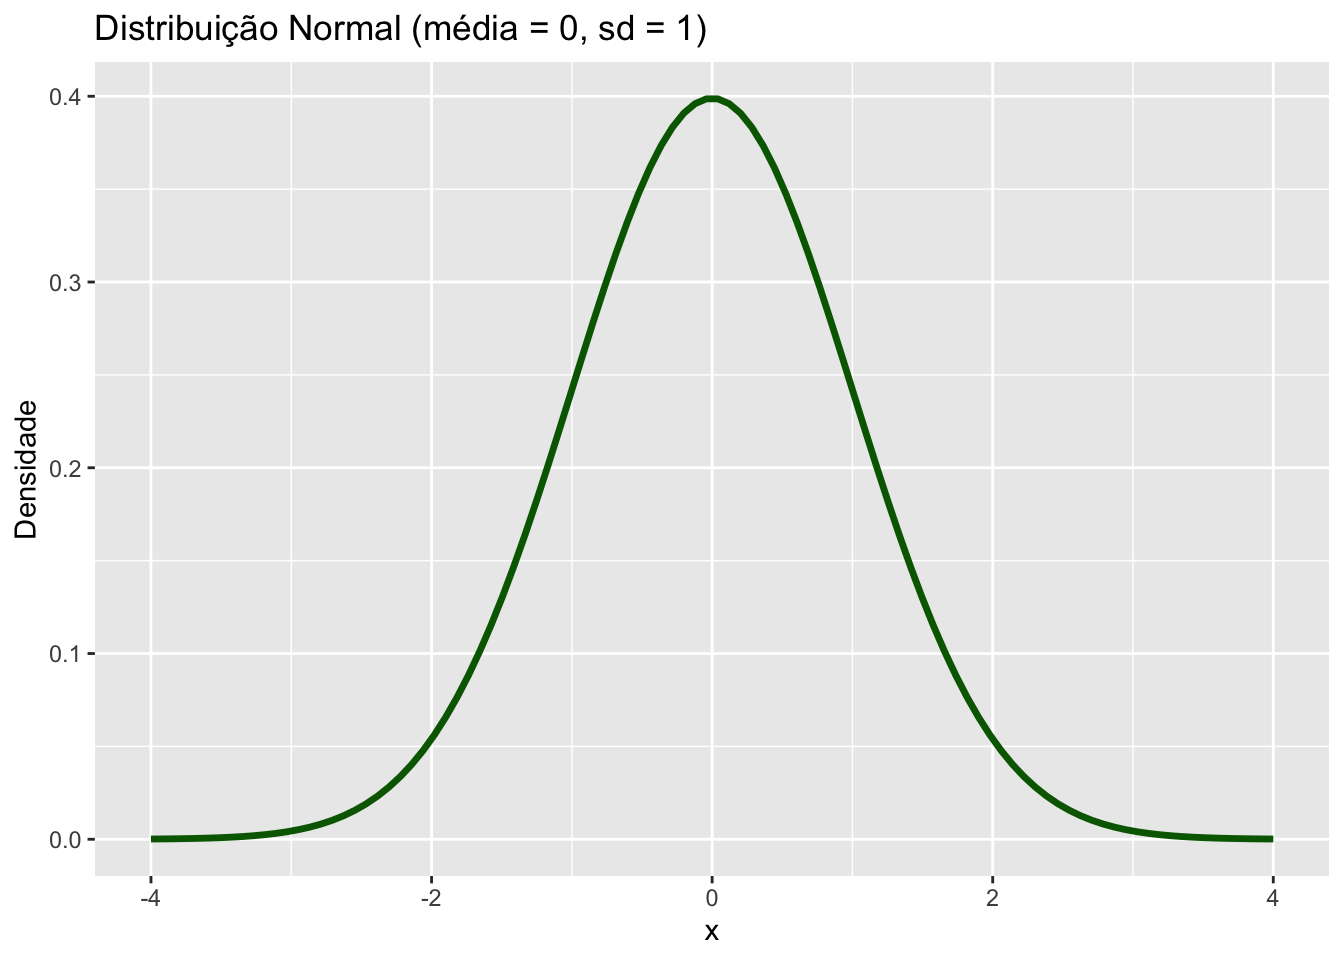 Distribuição Normal (média = 0, sd = 1)
0.4
0.3
0.2
0.1
0.0
Densidade
-4 -2 0 2 4
x